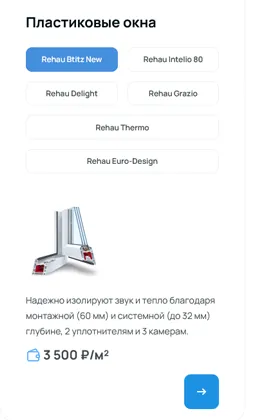 Пластиковые окна
Rehau Btitz New
Rehau Intelio 80
Rehau Delight
Rehau Grazio
Rehau Thermo
Rehau Euro-Design
Надежно изолируют звук и тепло благодаря
монтажной (60 мм) и системной (до 32 мм)
глубине, 2 уплотнителям и 3 камерам.
3 500 ₽/м²